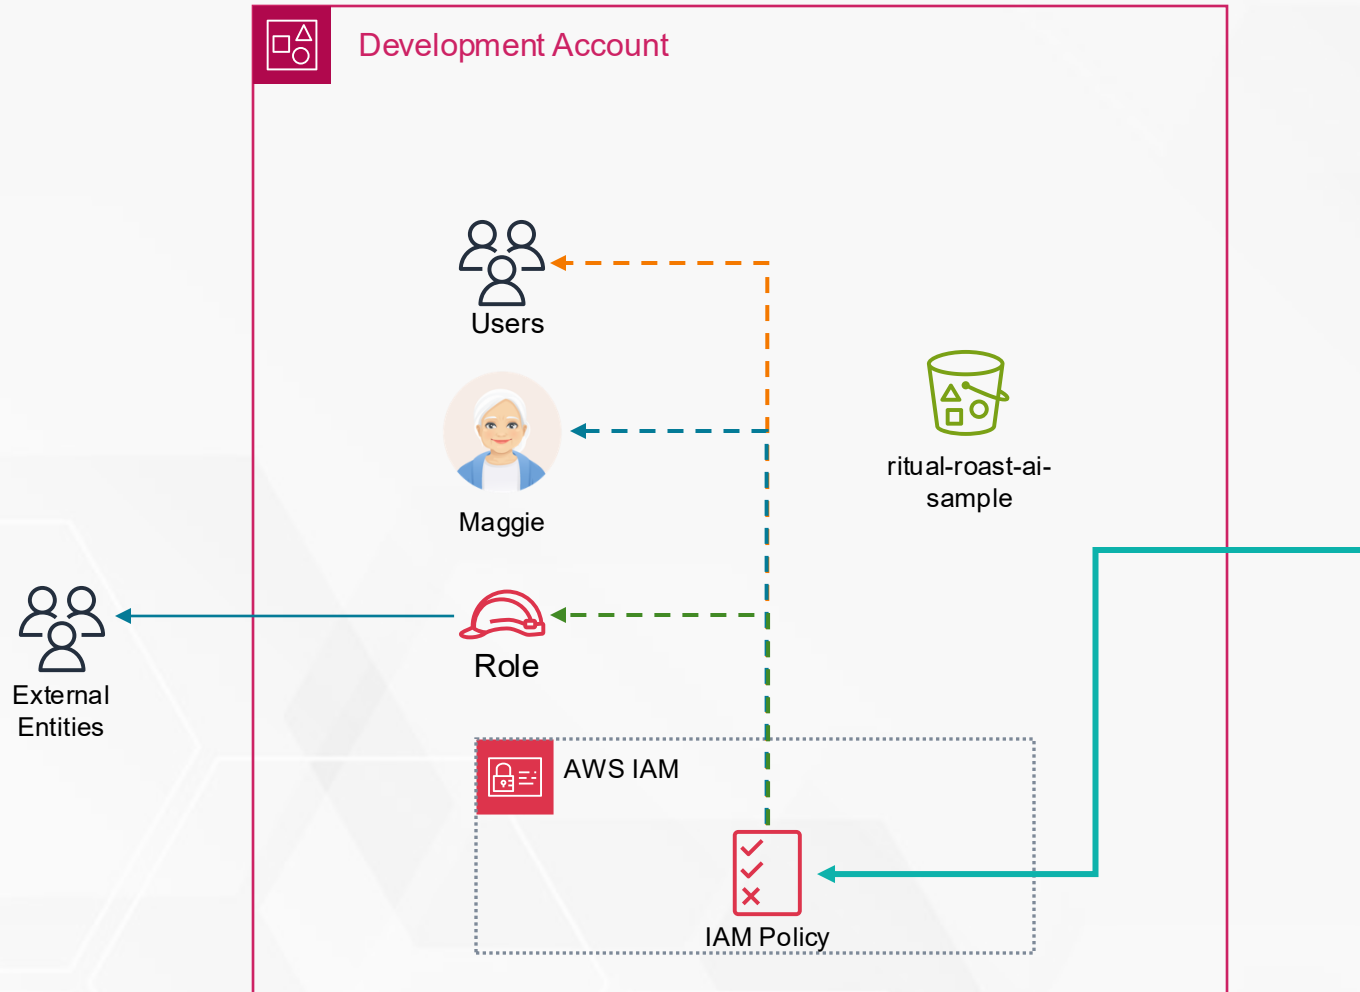 Development Account
Users
ritual-roast-ai-
sample
Maggie
Role
External
Entities
AWS IAM
IAM Policy